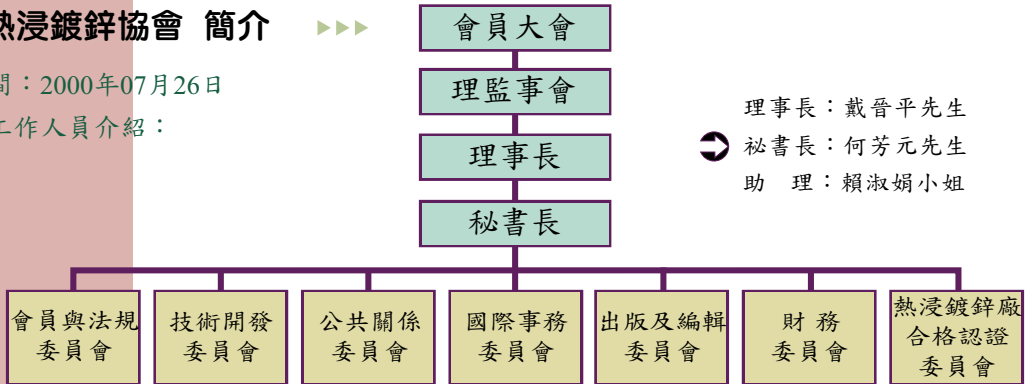 熱浸鍍鋅協會 簡介
間：2000年07月26日
工作人員介紹：
會員大會
理監事會
理事長
秘書長
理事長：戴晉平先生
祕書長：何芳元先生
助　理：賴淑娟小姐
會員與法規
委員會
技術開發
委員會
公共關係
委員會
國際事務
委員會
出版及編輯
委員會
財務
委員會
熱浸鍍鋅廠
合格認證
委員會